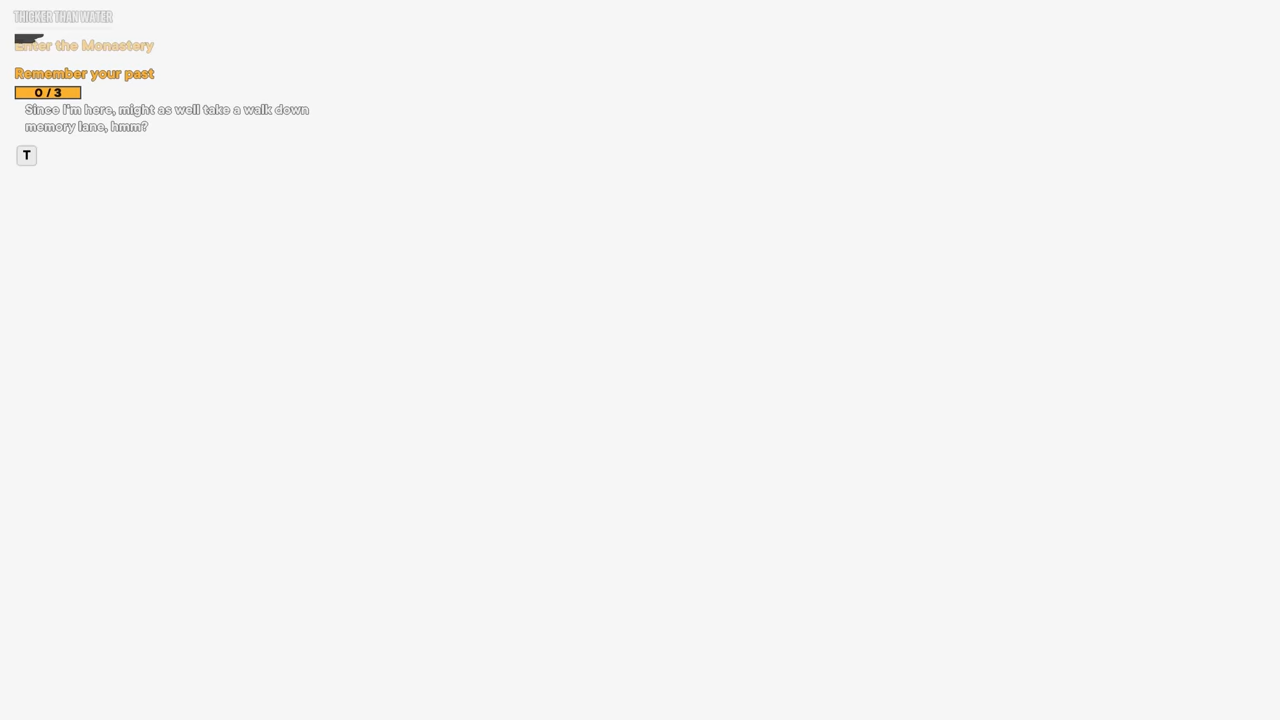 THICKER THAN WATER
Enter the Monastery
Remember your past
0 / 3
Since I'm here, might as well take a walk down
memory lane, hmm?
T